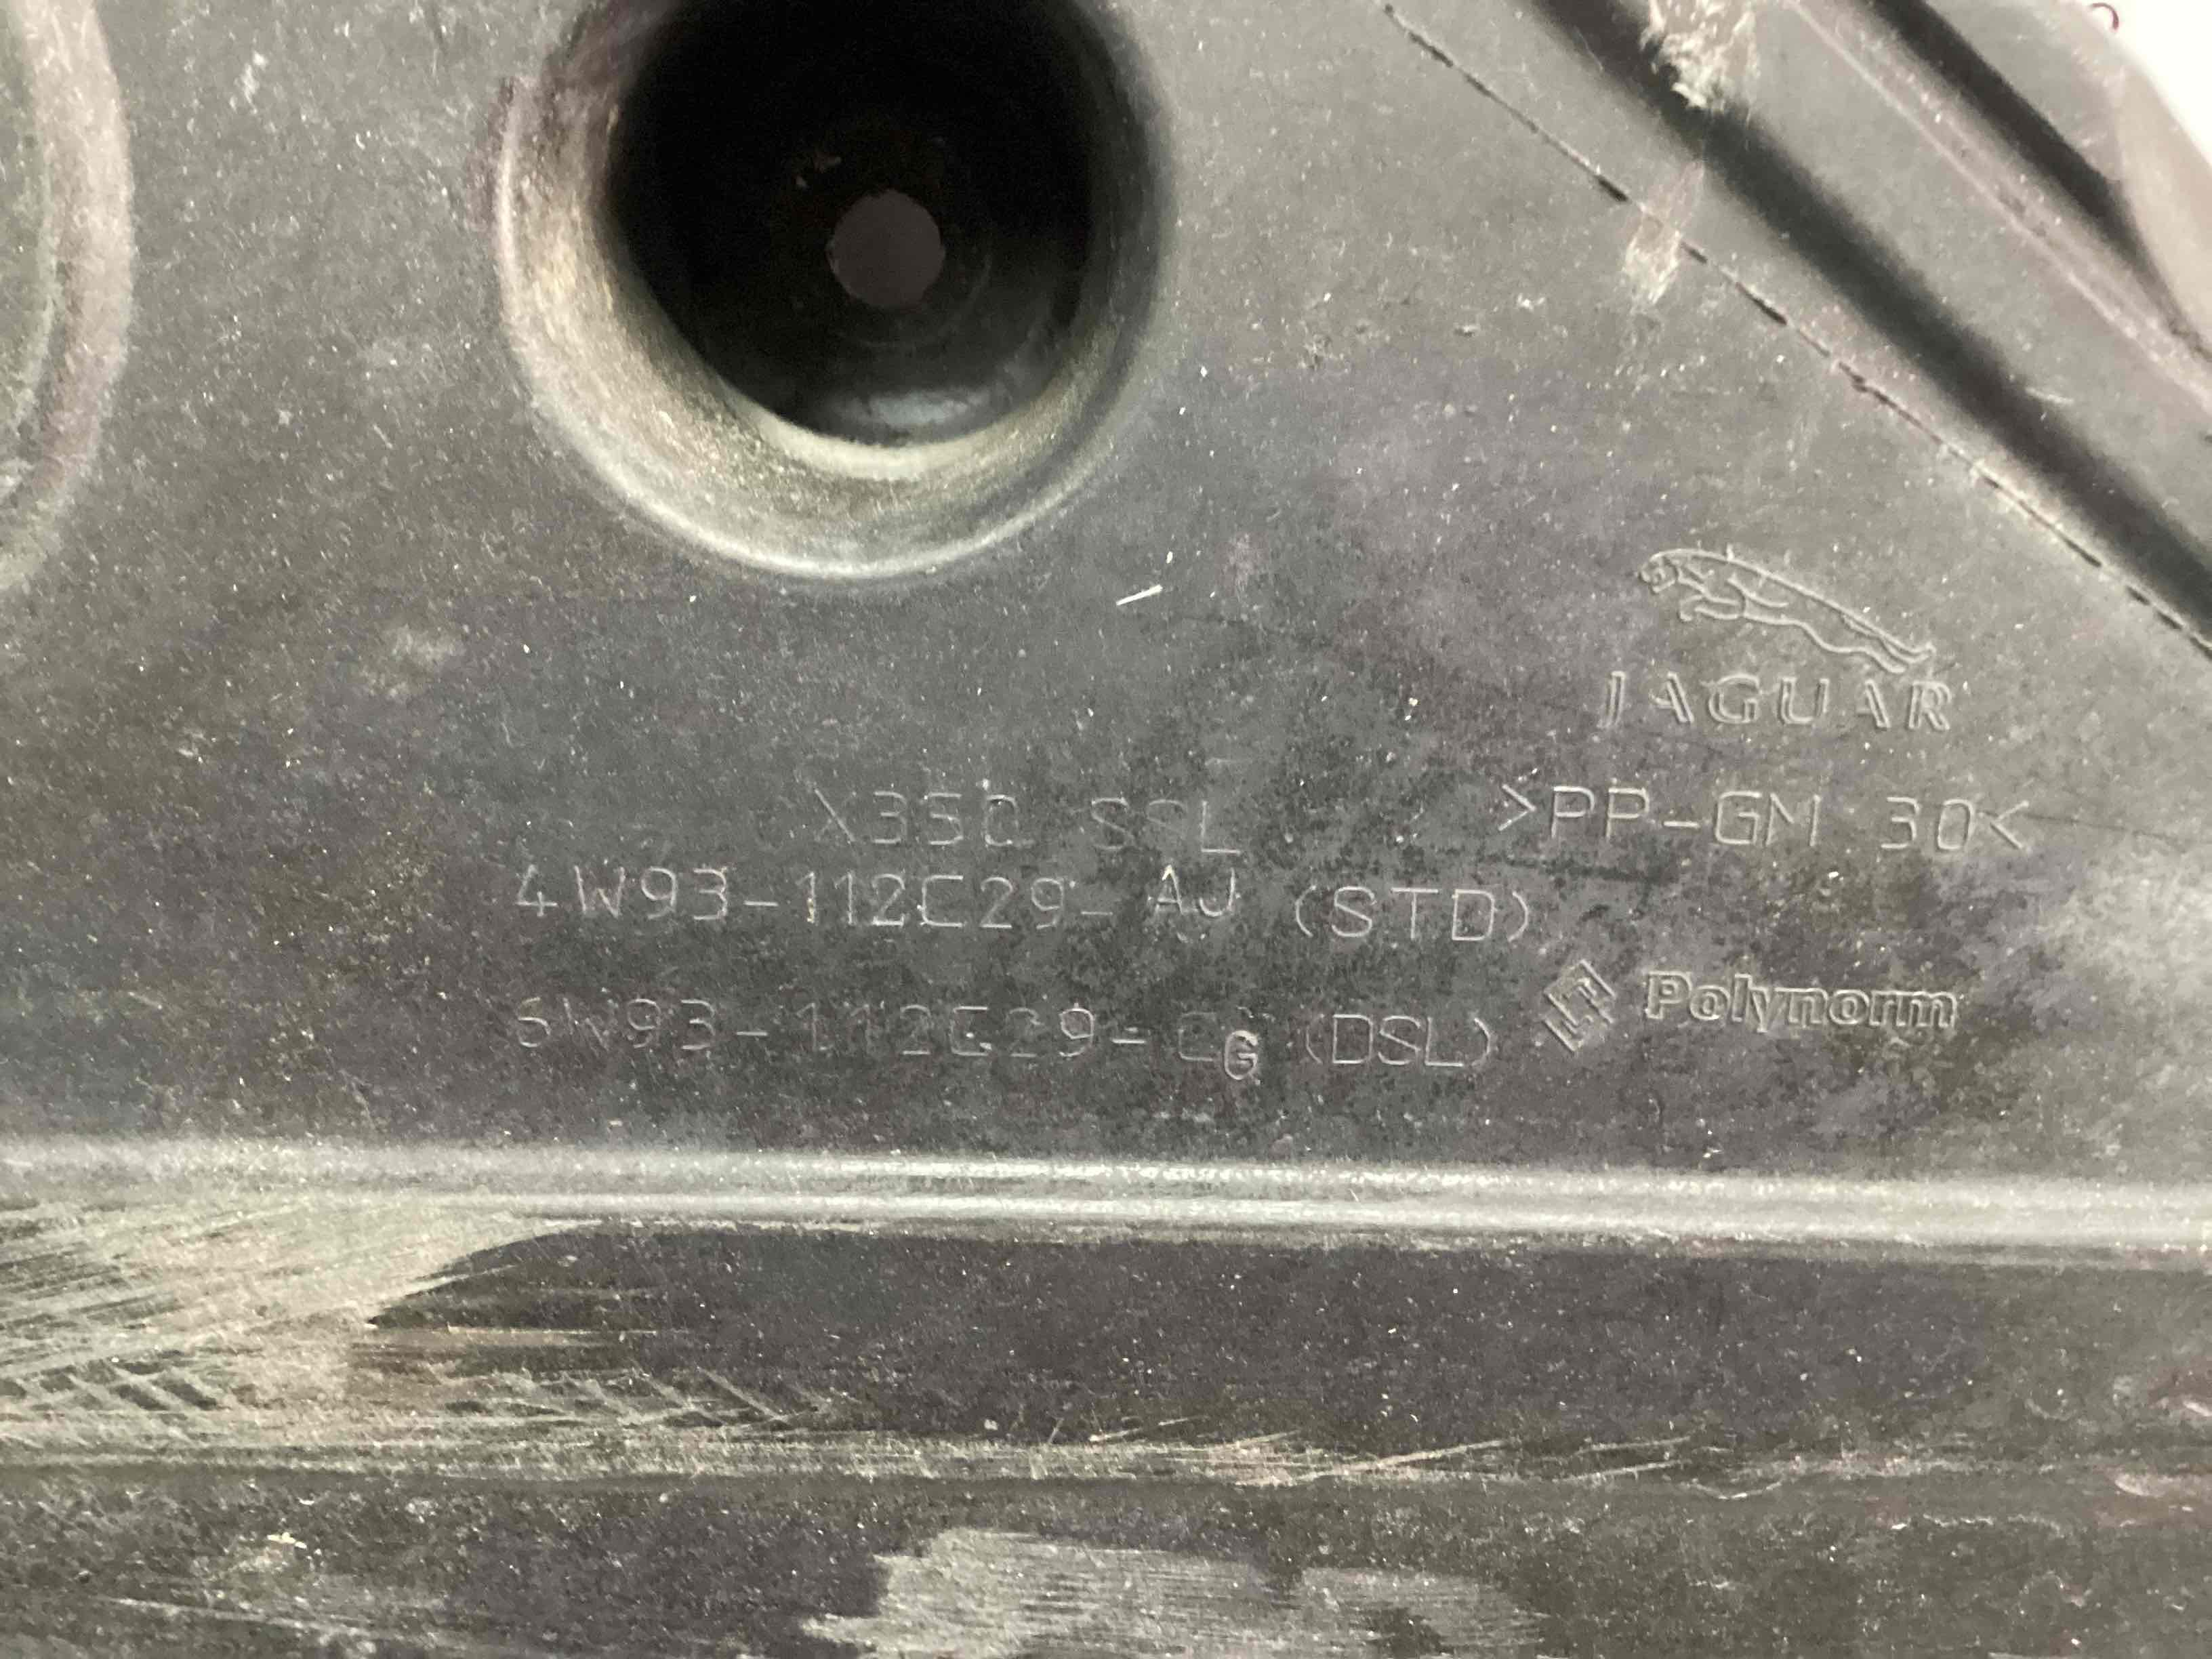 JAGUAR
X350 SSL
>PP-GM 30<
4W93-112C29-AJ (STD)
6W93-112C29-CG (DSL)
Polynorm